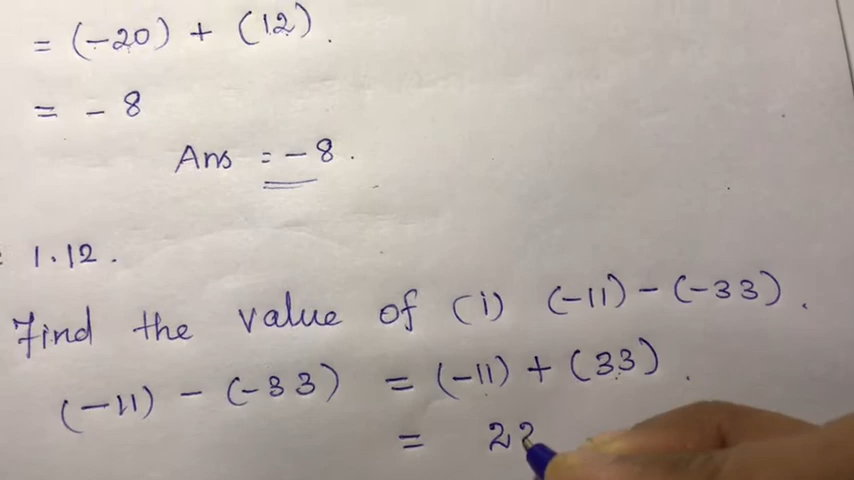 = (-20) + (12).
= - 8
Ans = - 8.
= 1.12.
Find the value of (i) (-11) - (-33).
(-11) - (-33) = (-11) + (33).
= 22